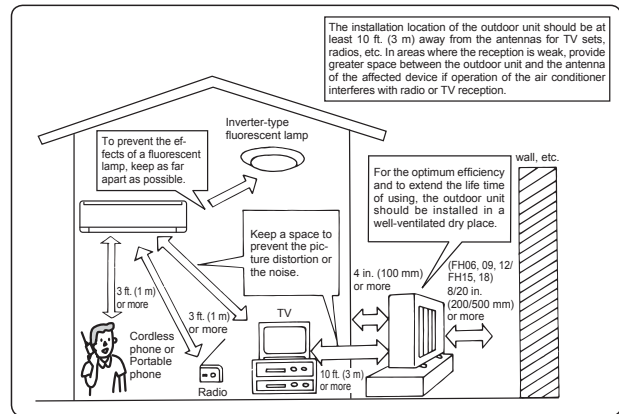 The installation location of the outdoor unit should be at
least 10 ft. (3 m) away from the antennas for TV sets,
radios, etc. In areas where the reception is weak, provide
greater space between the outdoor unit and the antenna
of the affected device if operation of the air conditioner
interferes with radio or TV reception.
Inverter-type
fluorescent lamp
To prevent the ef-
fects of a fluorescent
lamp, keep as far
apart as possible.
wall, etc.
For the optimum efficiency
and to extend the life time
of using, the outdoor unit
should be installed in a
well-ventilated dry place.
Keep a space to
prevent the pic-
ture distortion or
the noise.
4 in. (100 mm)
or more
(FH06, 09, 12/
FH15, 18)
8/20 in.
(200/500 mm)
or more
3 ft. (1 m)
or more
3 ft. (1 m)
or more
TV
Cordless
phone or
Portable
phone
Radio
10 ft. (3 m)
or more